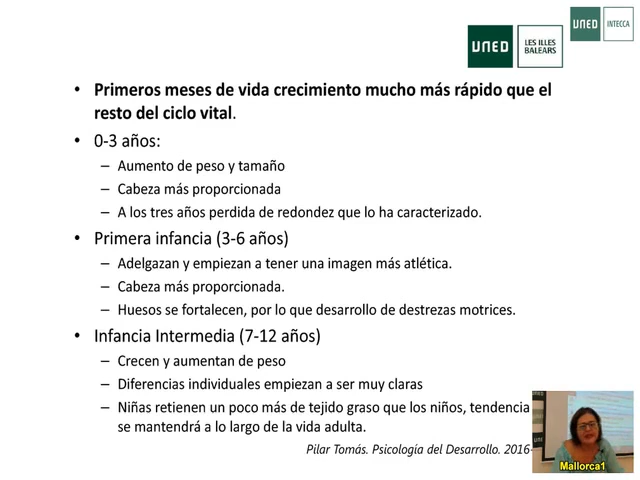 UNED
INTECCA
UNED
LES ILLES
BALEARS
• Primeros meses de vida crecimiento mucho más rápido que el
resto del ciclo vital.
• 0-3 años:
– Aumento de peso y tamaño
– Cabeza más proporcionada
– A los tres años perdida de redondez que lo ha caracterizado.
• Primera infancia (3-6 años)
– Adelgazan y empiezan a tener una imagen más atlética.
– Cabeza más proporcionada.
– Huesos se fortalecen, por lo que desarrollo de destrezas motrices.
• Infancia Intermedia (7-12 años)
– Crecen y aumentan de peso
– Diferencias individuales empiezan a ser muy claras
– Niñas retienen un poco más de tejido graso que los niños, tendencia
se mantendrá a lo largo de la vida adulta.
Pilar Tomás. Psicología del Desarrollo. 2016-
UNED
Mallorca1